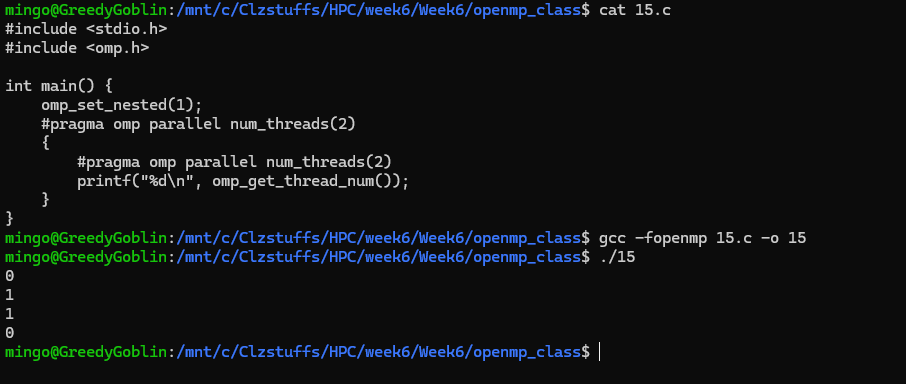 mingo@GreedyGoblin:/mnt/c/Clzstuffs/HPC/week6/Week6/openmp_class$ cat 15.c
#include <stdio.h>
#include <omp.h>

int main() {
    omp_set_nested(1);
    #pragma omp parallel num_threads(2)
    {
        #pragma omp parallel num_threads(2)
        printf("%d\n", omp_get_thread_num());
    }
}
mingo@GreedyGoblin:/mnt/c/Clzstuffs/HPC/week6/Week6/openmp_class$ gcc -fopenmp 15.c -o 15
mingo@GreedyGoblin:/mnt/c/Clzstuffs/HPC/week6/Week6/openmp_class$ ./15
0
1
1
0
mingo@GreedyGoblin:/mnt/c/Clzstuffs/HPC/week6/Week6/openmp_class$